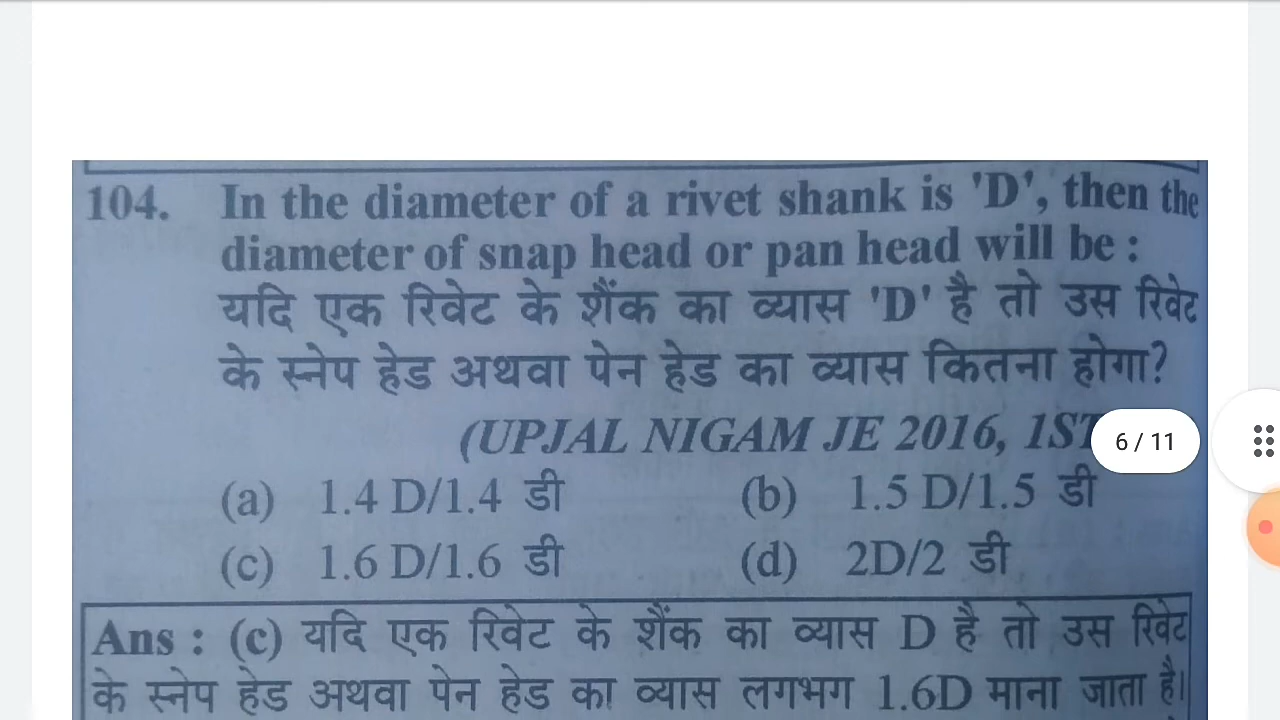 104. In the diameter of a rivet shank is 'D', then the
diameter of snap head or pan head will be :
यदि एक रिवेट के शैंक का व्यास 'D' है तो उस रिवेट
के स्नेप हेड अथवा पेन हेड का व्यास कितना होगा?
(UPJAL NIGAM JE 2016, 1ST
6 / 11
(a) 1.4 D/1.4 डी (b) 1.5 D/1.5 डी
(c) 1.6 D/1.6 डी (d) 2D/2 डी
Ans : (c) यदि एक रिवेट के शैंक का व्यास D है तो उस रिवेट
के स्नेप हेड अथवा पेन हेड का व्यास लगभग 1.6D माना जाता है।